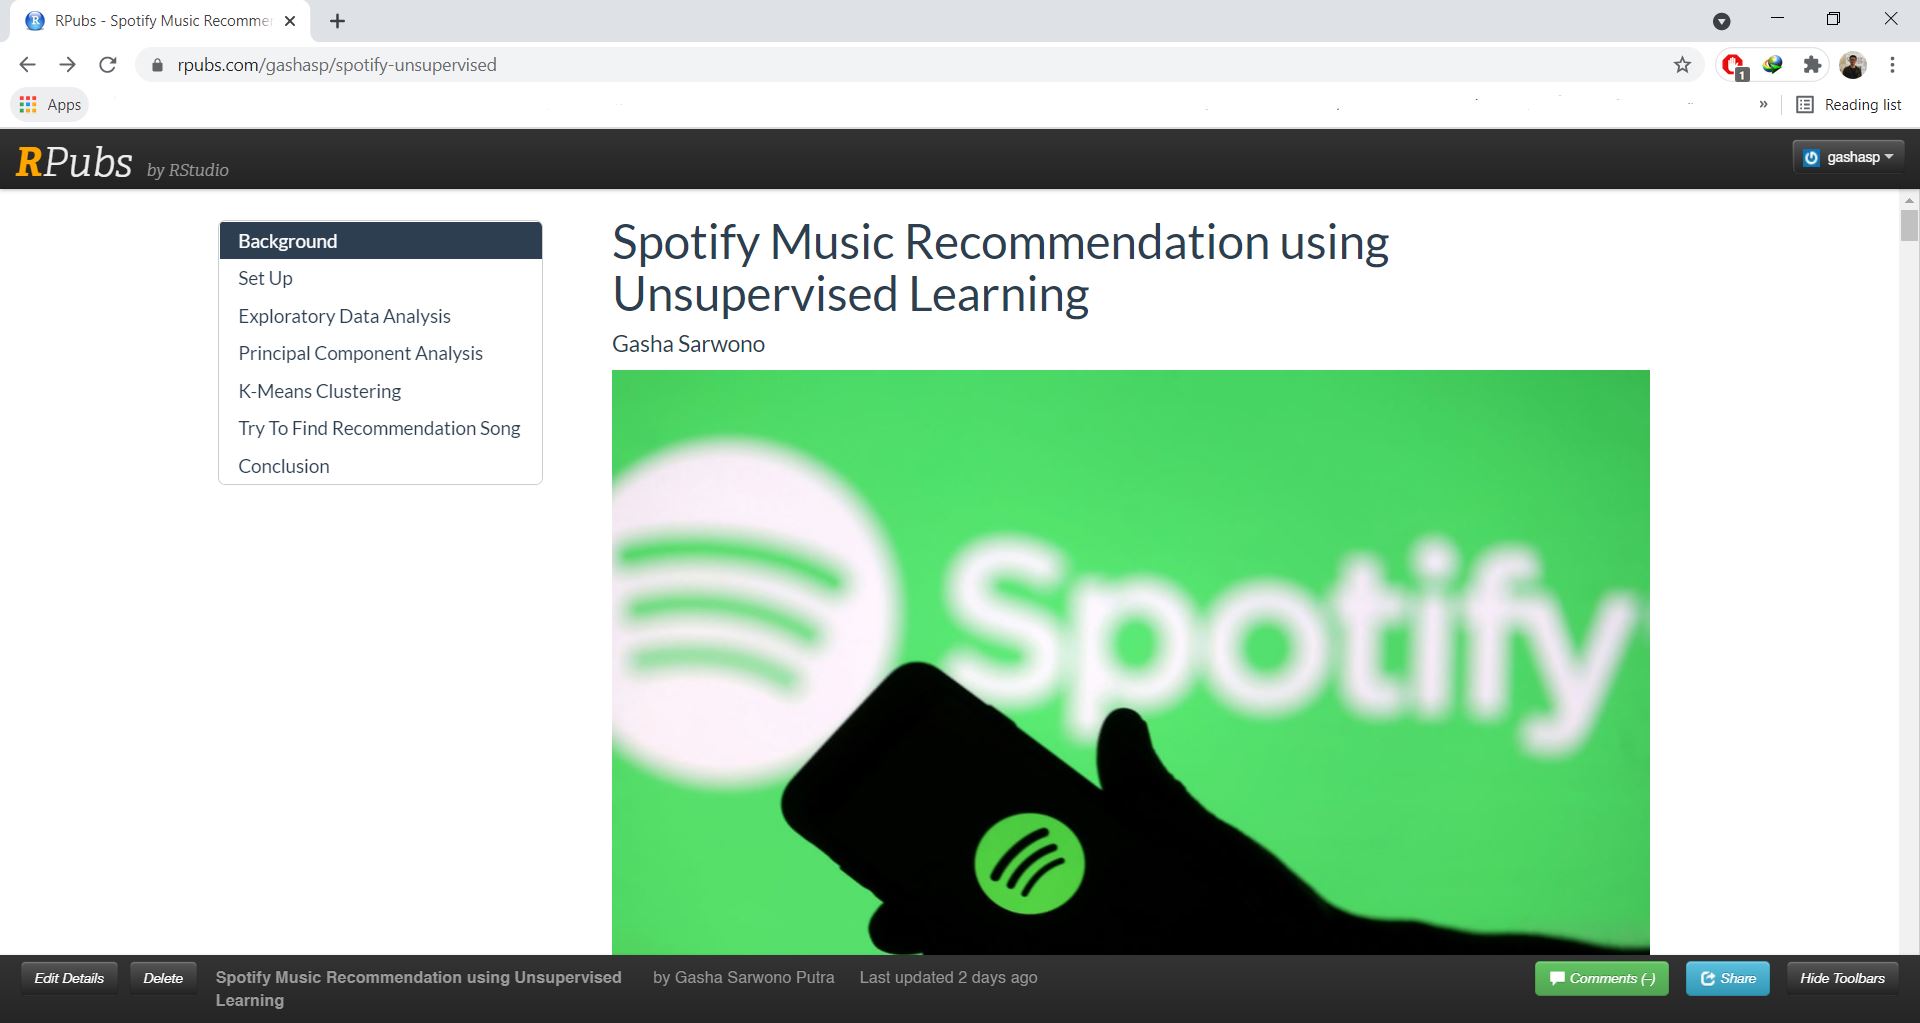 RPubs - Spotify Music Recommen
rpubs.com/gashasp/spotify-unsupervised
1
Apps
»
Reading list
RPubs by RStudio
gashasp
Background
Set Up
Exploratory Data Analysis
Principal Component Analysis
K-Means Clustering
Try To Find Recommendation Song
Conclusion
Spotify Music Recommendation using
Unsupervised Learning
Gasha Sarwono
Spotify
Edit Details
Delete
Spotify Music Recommendation using Unsupervised
Learning
by Gasha Sarwono Putra
Last updated 2 days ago
Comments (–)
Share
Hide Toolbars